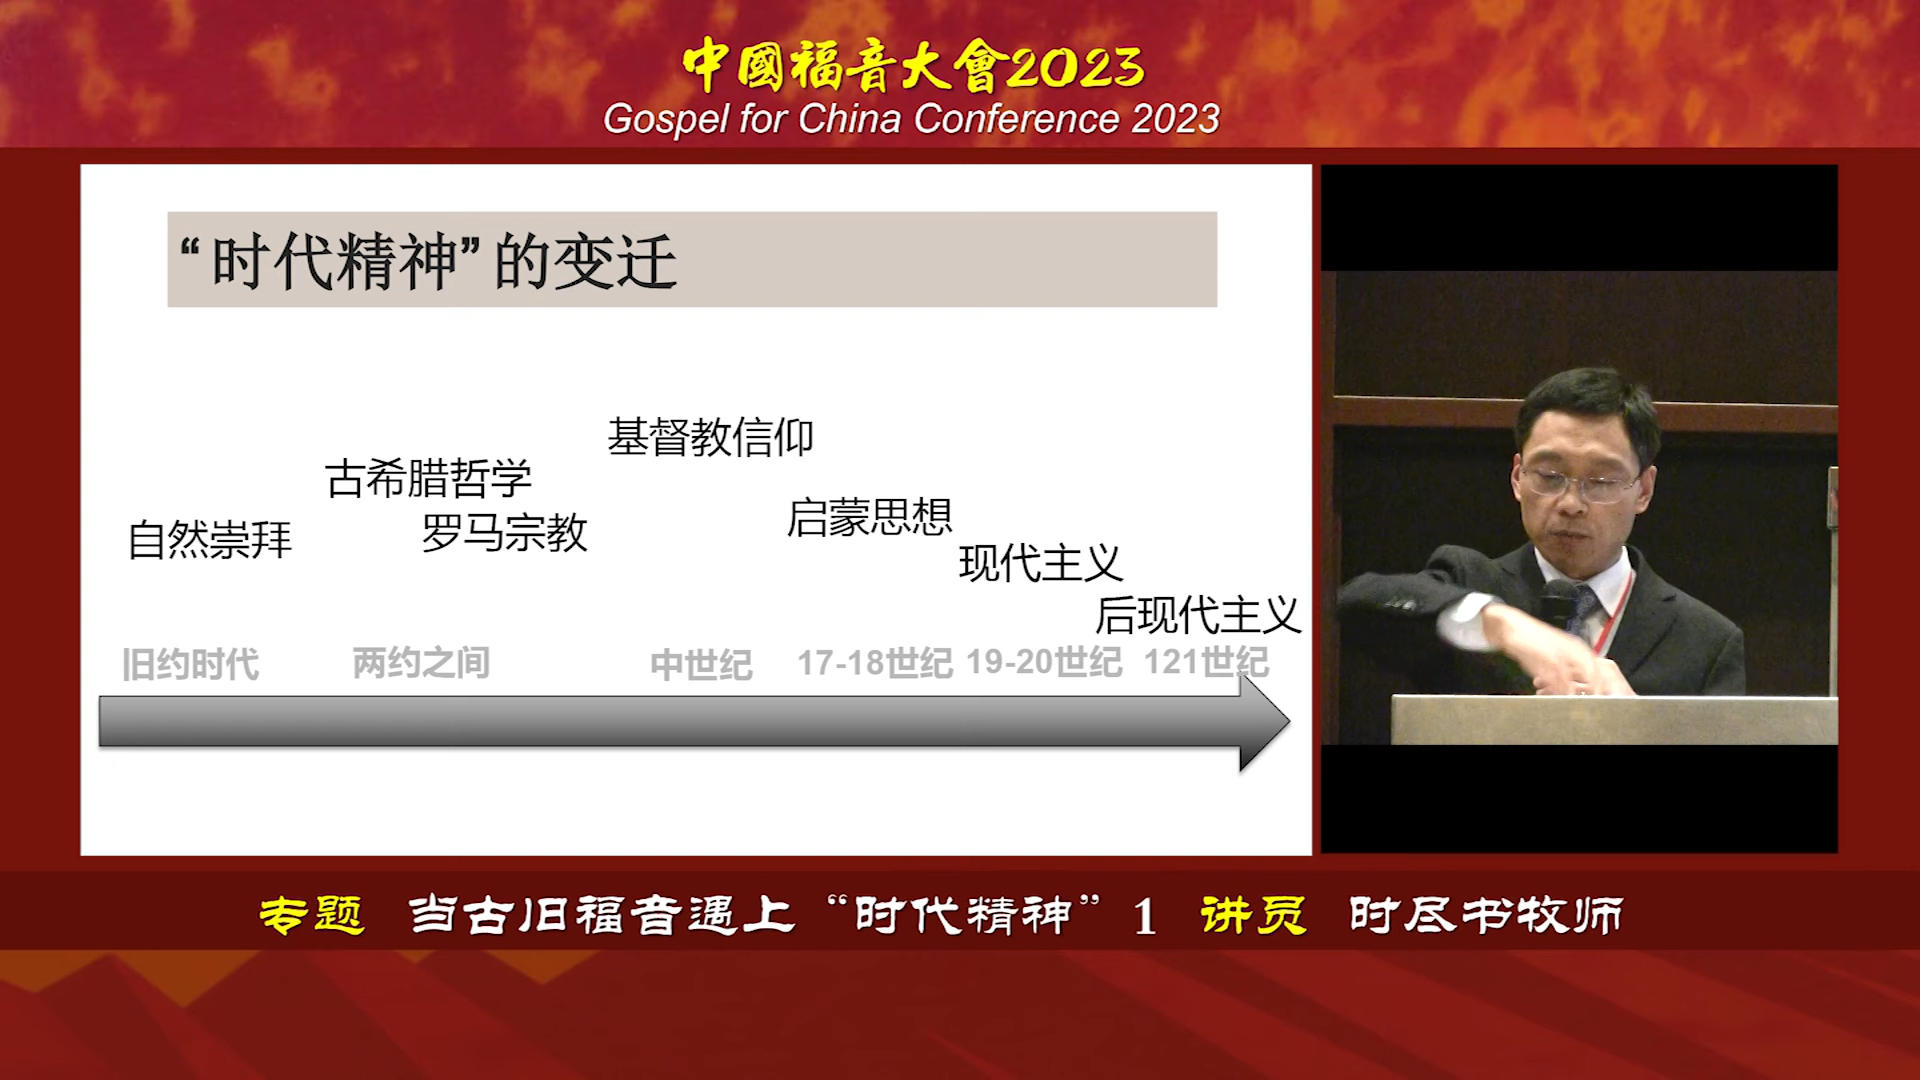 中國福音大會2023
Gospel for China Conference 2023
“时代精神”的变迁
基督教信仰
古希腊哲学
罗马宗教
自然崇拜
启蒙思想
现代主义
后现代主义
旧约时代 两约之间 中世纪 17-18世纪 19-20世纪 121世纪
专题 当古旧福音遇上“时代精神”1 讲员 时尽书牧师